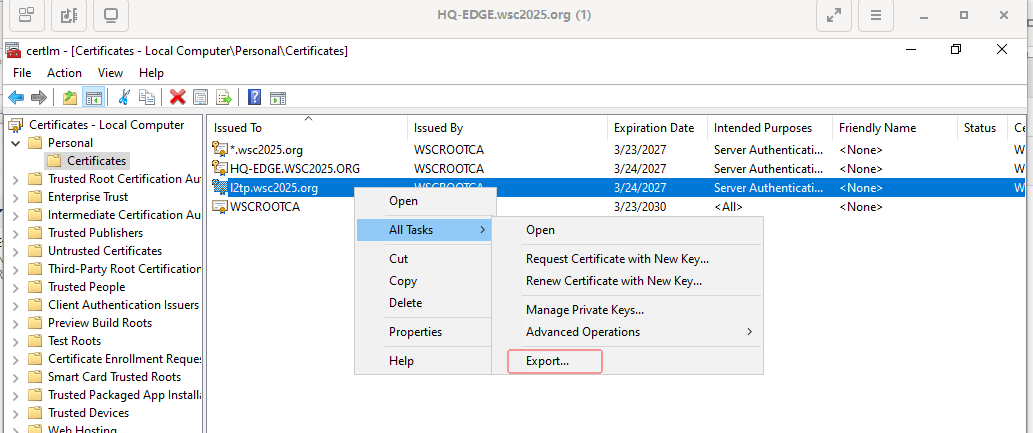 HQ-EDGE.wsc2025.org (1)
certlm - [Certificates - Local Computer\Personal\Certificates]
File Action View Help
Certificates - Local Computer
Personal
Certificates
Trusted Root Certification Au
Enterprise Trust
Intermediate Certification Au
Trusted Publishers
Untrusted Certificates
Third-Party Root Certification
Trusted People
Client Authentication Issuers
Preview Build Roots
Test Roots
Certificate Enrollment Reques
Smart Card Trusted Roots
Trusted Packaged App Installa
Trusted Devices
Web Hosting
Issued To Issued By Expiration Date Intended Purposes Friendly Name Status Ce
*.wsc2025.org WSCROOTCA 3/23/2027 Server Authenticati... <None> W
HQ-EDGE.WSC2025.ORG WSCROOTCA 3/24/2027 Server Authenticati... <None> W
l2tp.wsc2025.org WSCROOTCA 3/24/2027 Server Authenticati... <None> W
WSCROOTCA 3/23/2030 <All> <None> W
Open
All Tasks
Cut
Copy
Delete
Properties
Help
Open
Request Certificate with New Key...
Renew Certificate with New Key...
Manage Private Keys...
Advanced Operations
Export...